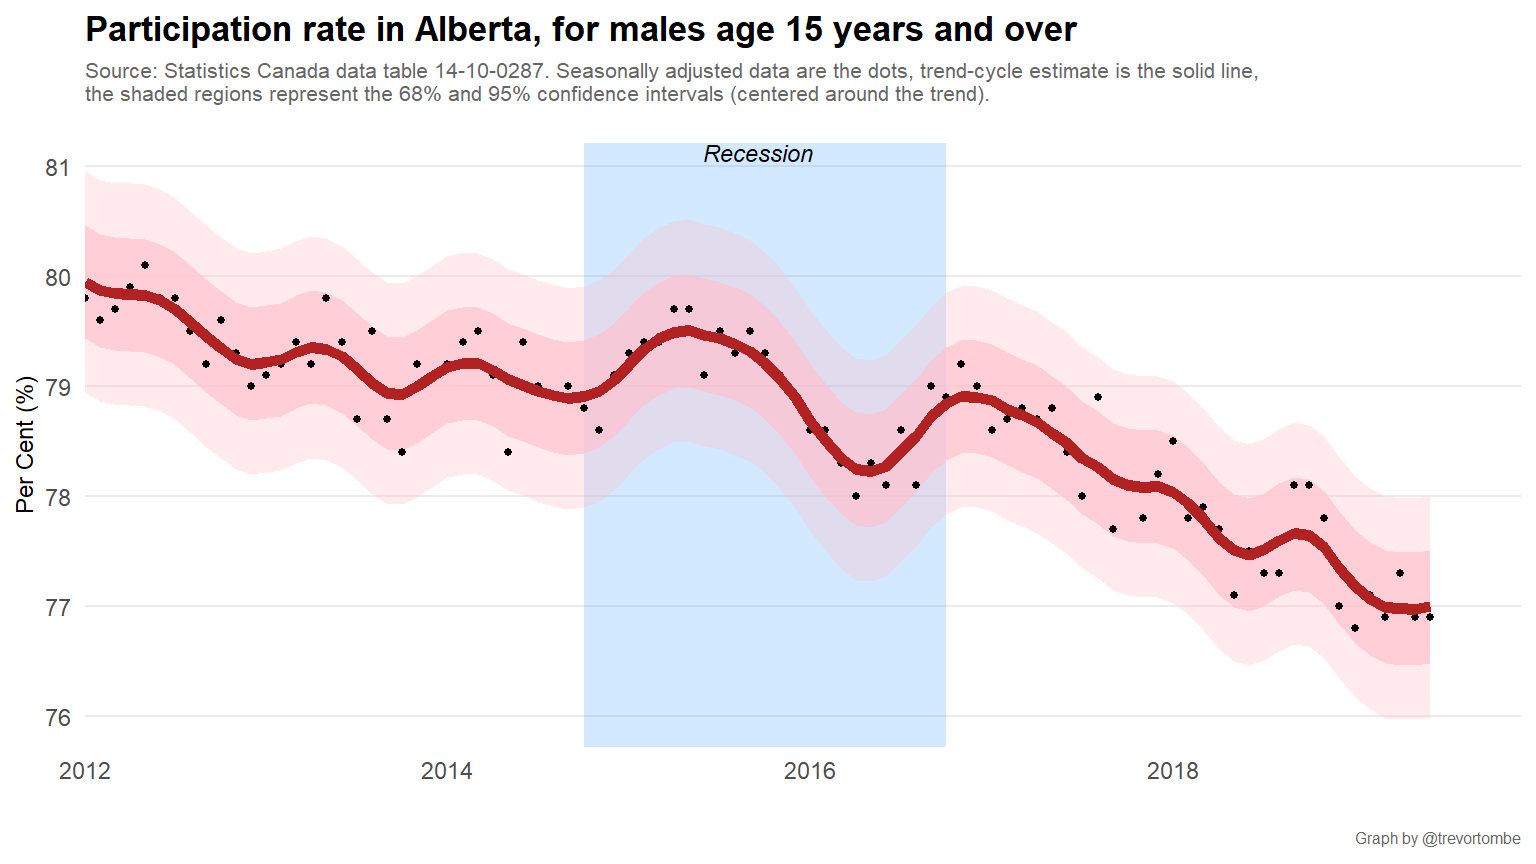 Participation rate in Alberta, for males age 15 years and over
Source: Statistics Canada data table 14-10-0287. Seasonally adjusted data are the dots, trend-cycle estimate is the solid line,
the shaded regions represent the 68% and 95% confidence intervals (centered around the trend).
Recession
81
80
79
78
77
76
Per Cent (%)
2012 2014 2016 2018
Graph by @trevortombe